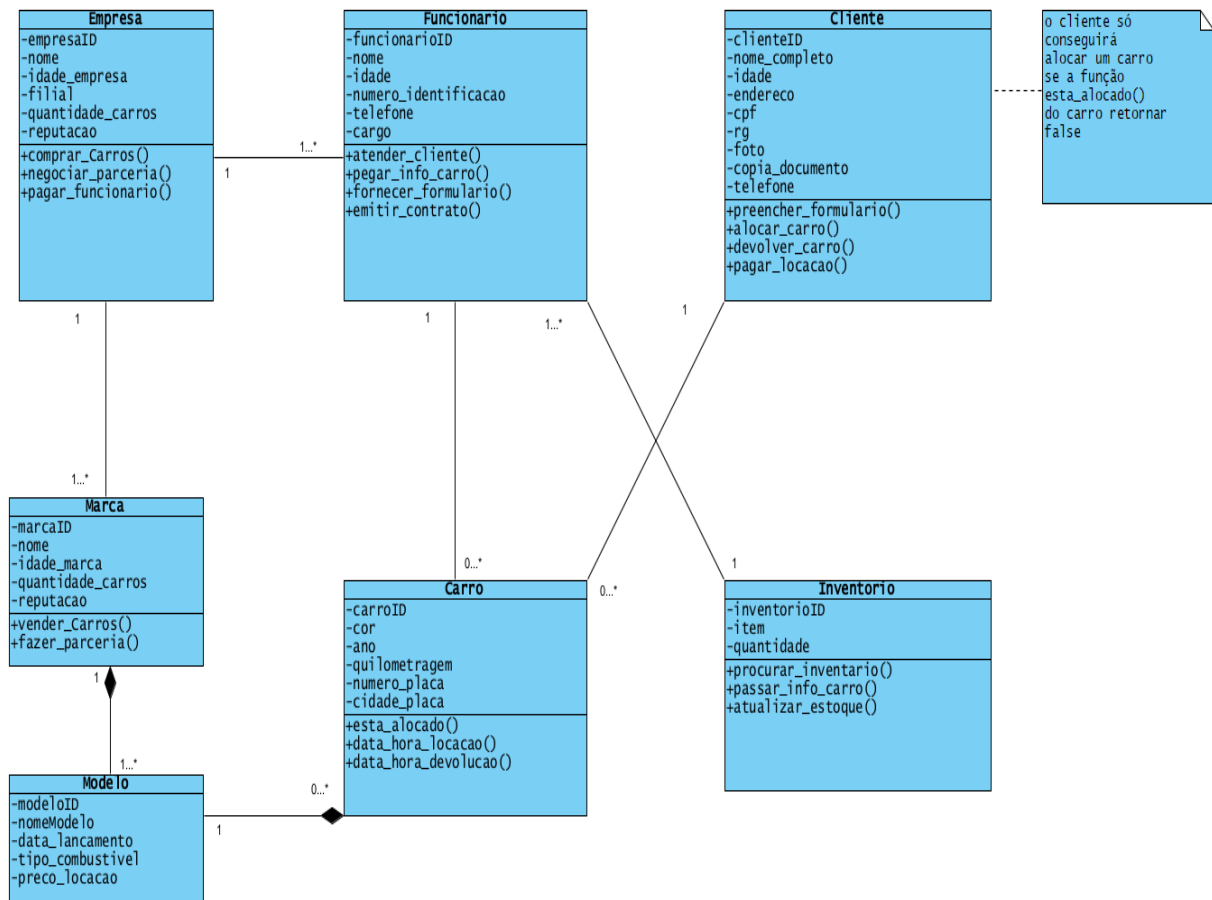 Empresa
-empresaID
-nome
-idade_empresa
-filial
-quantidade_carros
-reputacao
+comprar_Carros()
+negociar_parceria()
+pagar_funcionario()
1
1...*
Funcionario
-funcionarioID
-nome
-idade
-numero_identificacao
-telefone
-cargo
+atender_cliente()
+pegar_info_carro()
+fornecer_formulario()
+emitir_contrato()
Cliente
-clienteID
-nome_completo
-idade
-endereco
-cpf
-rg
-foto
-copia_documento
-telefone
+preencher_formulario()
+alocar_carro()
+devolver_carro()
+pagar_locacao()
o cliente só
conseguirá
alocar um carro
se a função
esta_alocado()
do carro retornar
false
1
1
1...*
1
1...*
0...*
0...*
1
Marca
-marcaID
-nome
-idade_marca
-quantidade_carros
-reputacao
+vender_Carros()
+fazer_parceria()
Carro
-carroID
-cor
-ano
-quilometragem
-numero_placa
-cidade_placa
+esta_alocado()
+data_hora_locacao()
+data_hora_devolucao()
Inventorio
-inventorioID
-item
-quantidade
+procurar_inventario()
+passar_info_carro()
+atualizar_estoque()
1
1...*
Modelo
-modeloID
-nomeModelo
-data_lancamento
-tipo_combustivel
-preco_locacao
1
0...*